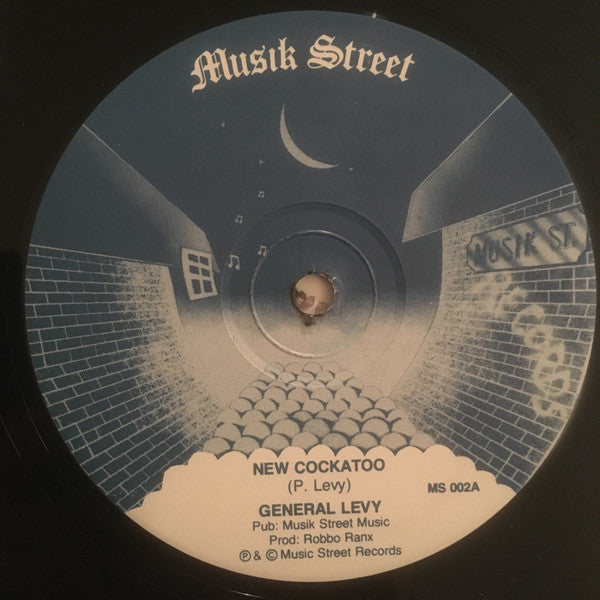 Musik Street
MUSIK ST.
NEW COCKATOO
(P. Levy)
MS 002A
GENERAL LEVY
Pub: Musik Street Music
Prod: Robbo Ranx
℗ & © Music Street Records